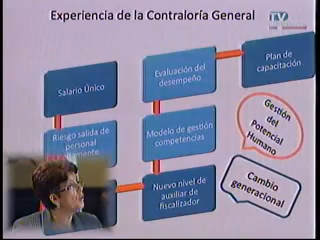 Experiencia de la Contraloría General
TV
Salario Único
Riesgo salida de
personal
Evaluación del
desempeño
Modelo de gestión
competencias
Nuevo nivel de
auxiliar de
fiscalizador
Plan de
capacitación
Gestión
del
Potencial
Humano
Cambio
generacional